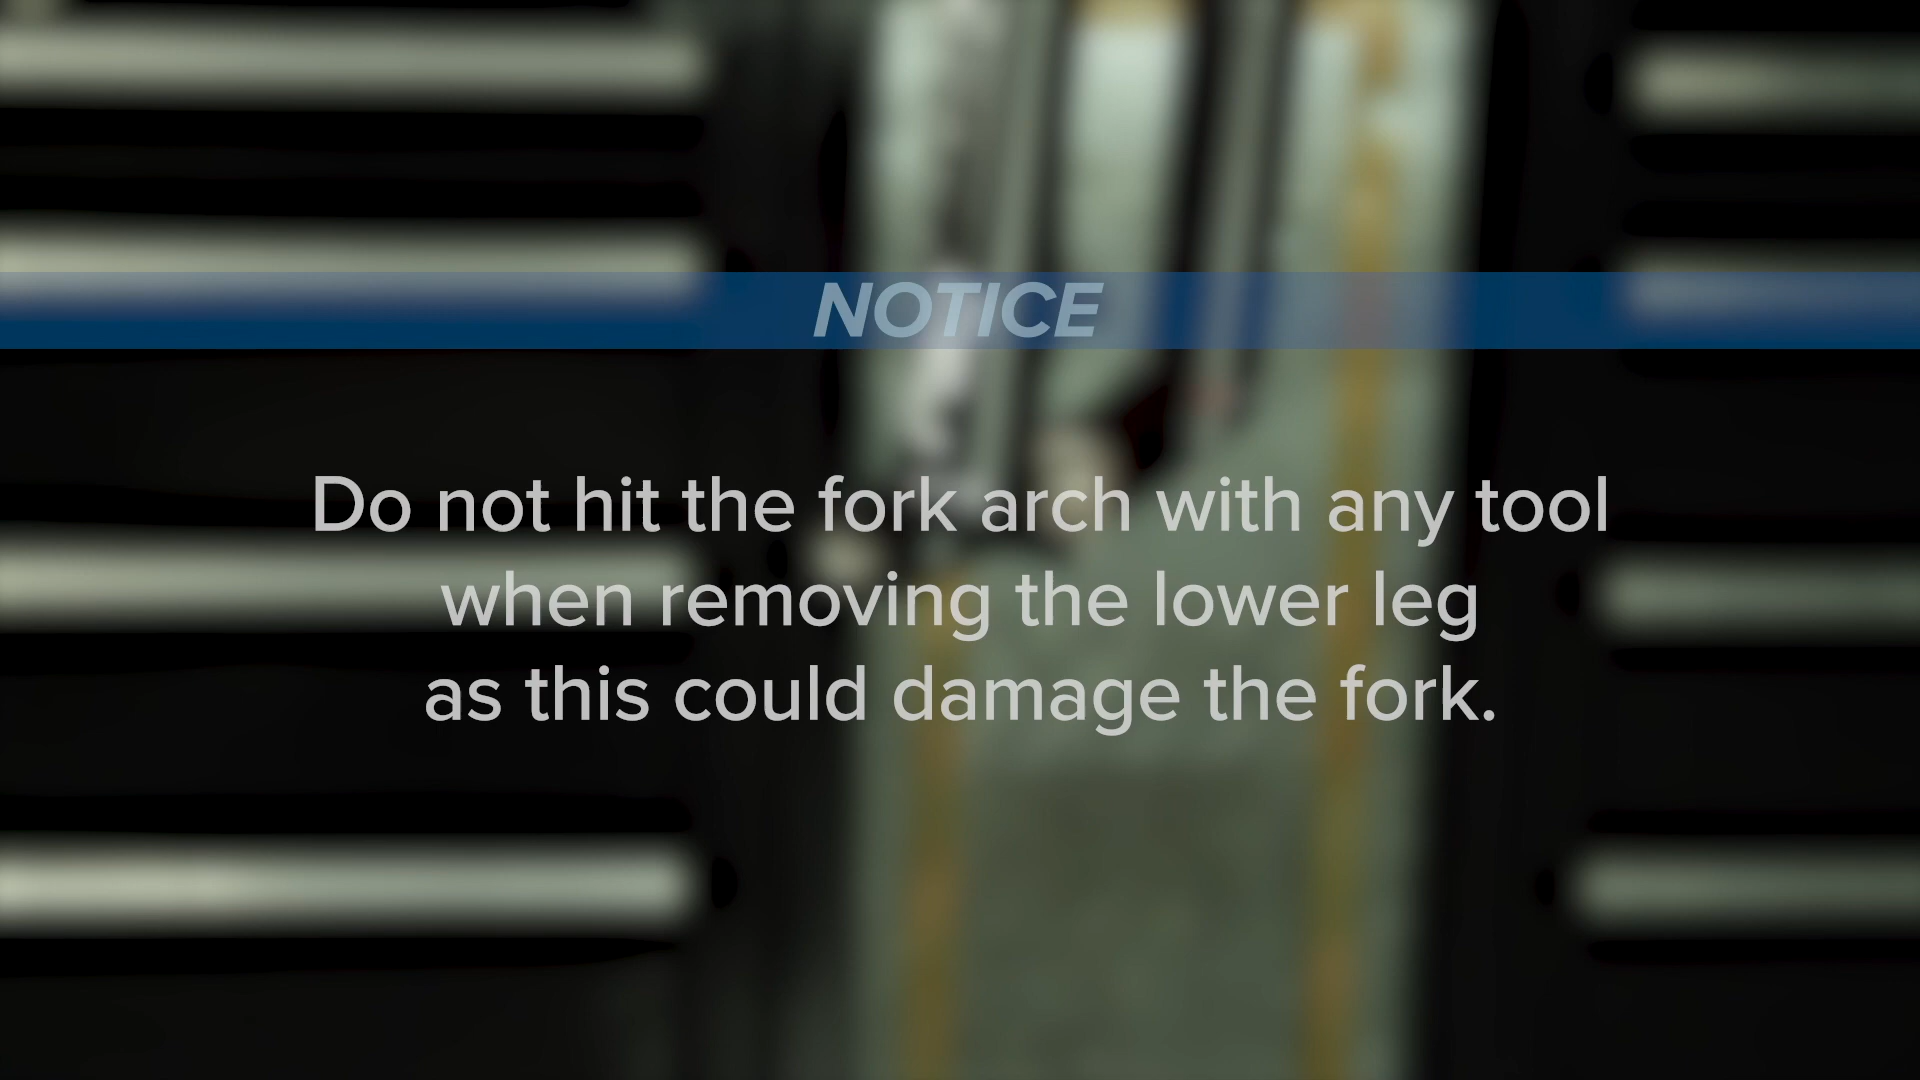 NOTICE
Do not hit the fork arch with any tool
when removing the lower leg
as this could damage the fork.